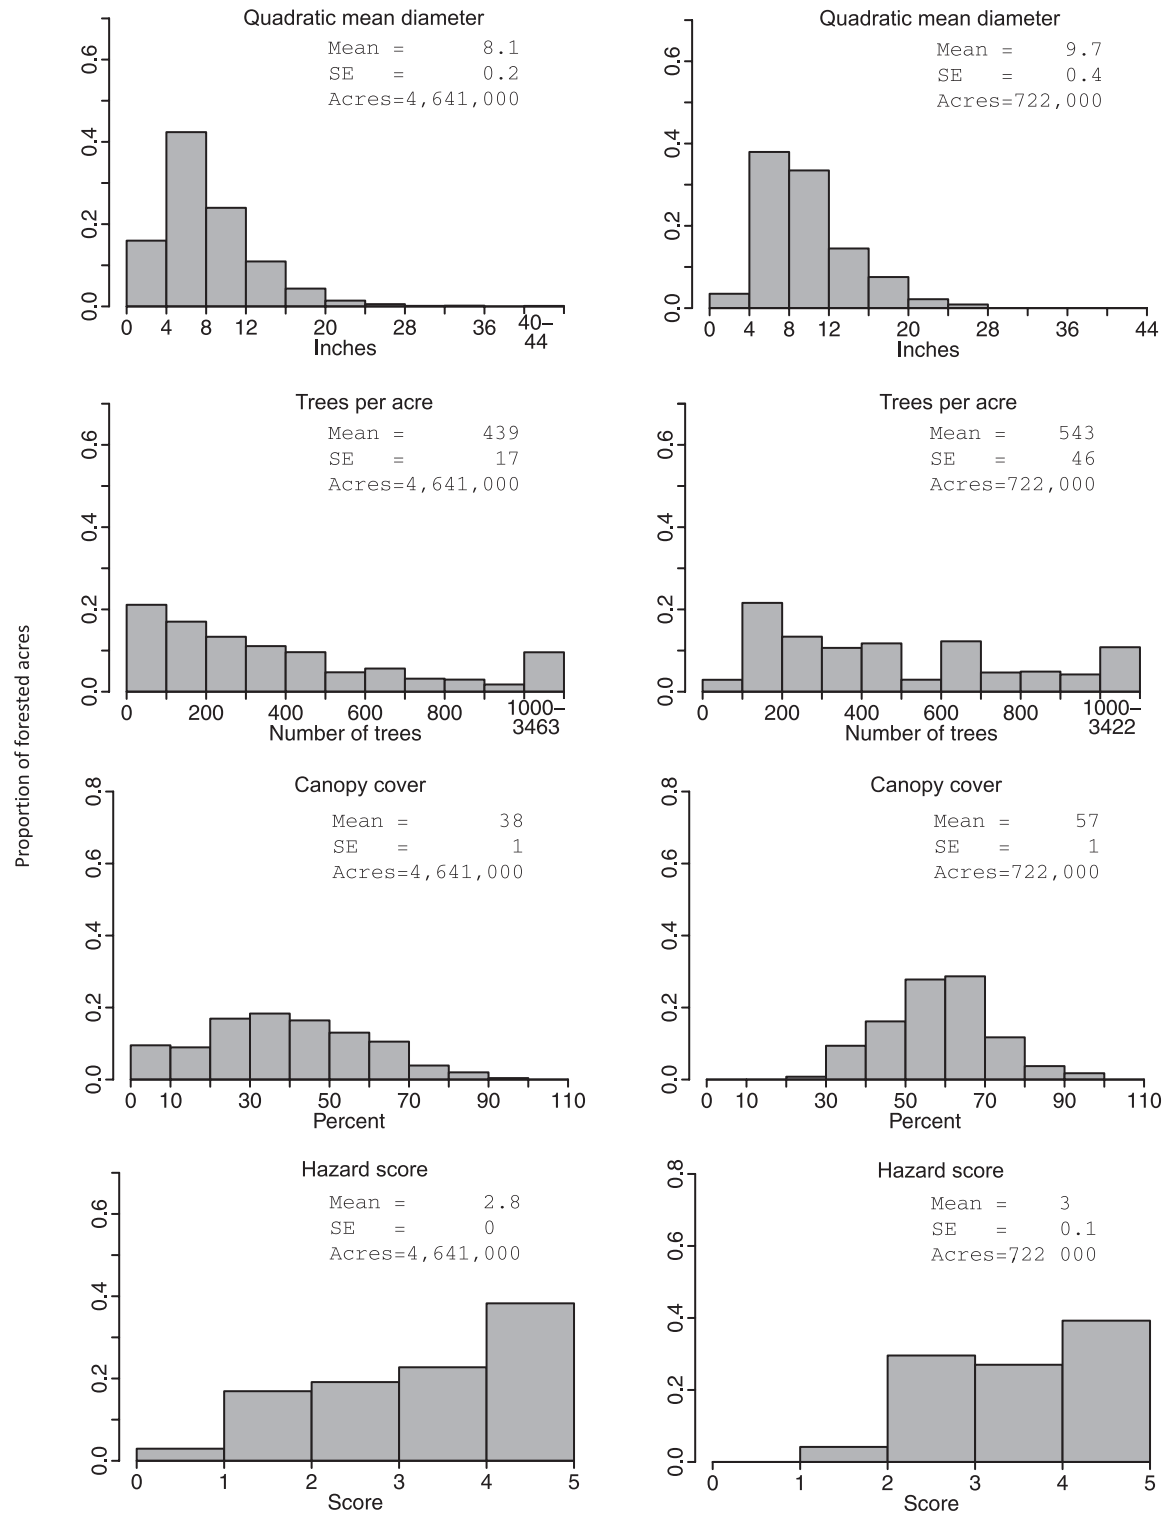 Proportion of forested acres
Quadratic mean diameter
Mean = 8.1
SE = 0.2
Acres=4,641,000
0.0 0.2 0.4 0.6
0 4 8 12 20 28 36 40–
44
Inches
Quadratic mean diameter
Mean = 9.7
SE = 0.4
Acres=722,000
0.0 0.2 0.4 0.6
0 4 8 12 20 28 36 44
Inches
Trees per acre
Mean = 439
SE = 17
Acres=4,641,000
0.0 0.2 0.4 0.6
0 200 400 600 800 1000–
3463
Number of trees
Trees per acre
Mean = 543
SE = 46
Acres=722,000
0.0 0.2 0.4 0.6
0 200 400 600 800 1000–
3422
Number of trees
Canopy cover
Mean = 38
SE = 1
Acres=4,641,000
0.0 0.2 0.4 0.6 0.8
0 10 30 50 70 90 110
Percent
Canopy cover
Mean = 57
SE = 1
Acres=722,000
0.0 0.2 0.4 0.6 0.8
0 10 30 50 70 90 110
Percent
Hazard score
Mean = 2.8
SE = 0
Acres=4,641,000
0.0 0.2 0.4 0.6
0 1 2 3 4 5
Score
Hazard score
Mean = 3
SE = 0.1
Acres=722,000
0.0 0.2 0.4 0.6 0.8
0 1 2 3 4 5
Score